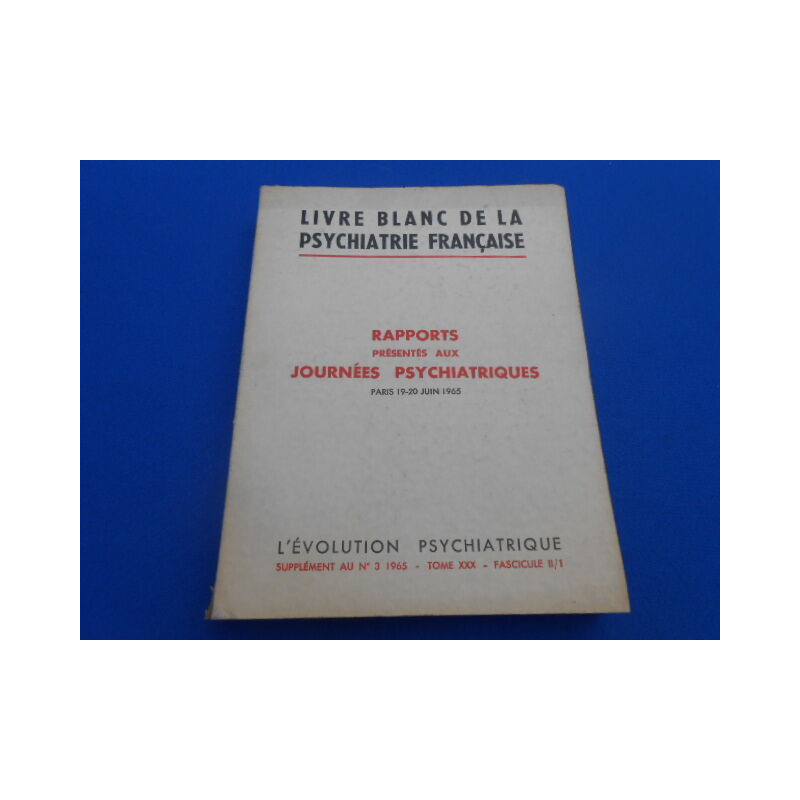 LIVRE BLANC DE LA
PSYCHIATRIE FRANÇAISE
RAPPORTS
PRÉSENTÉS AUX
JOURNÉES PSYCHIATRIQUES
PARIS 19-20 JUIN 1965
L'ÉVOLUTION PSYCHIATRIQUE
SUPPLÉMENT AU N° 3 1965 - TOME XXX - FASCICULE II/1